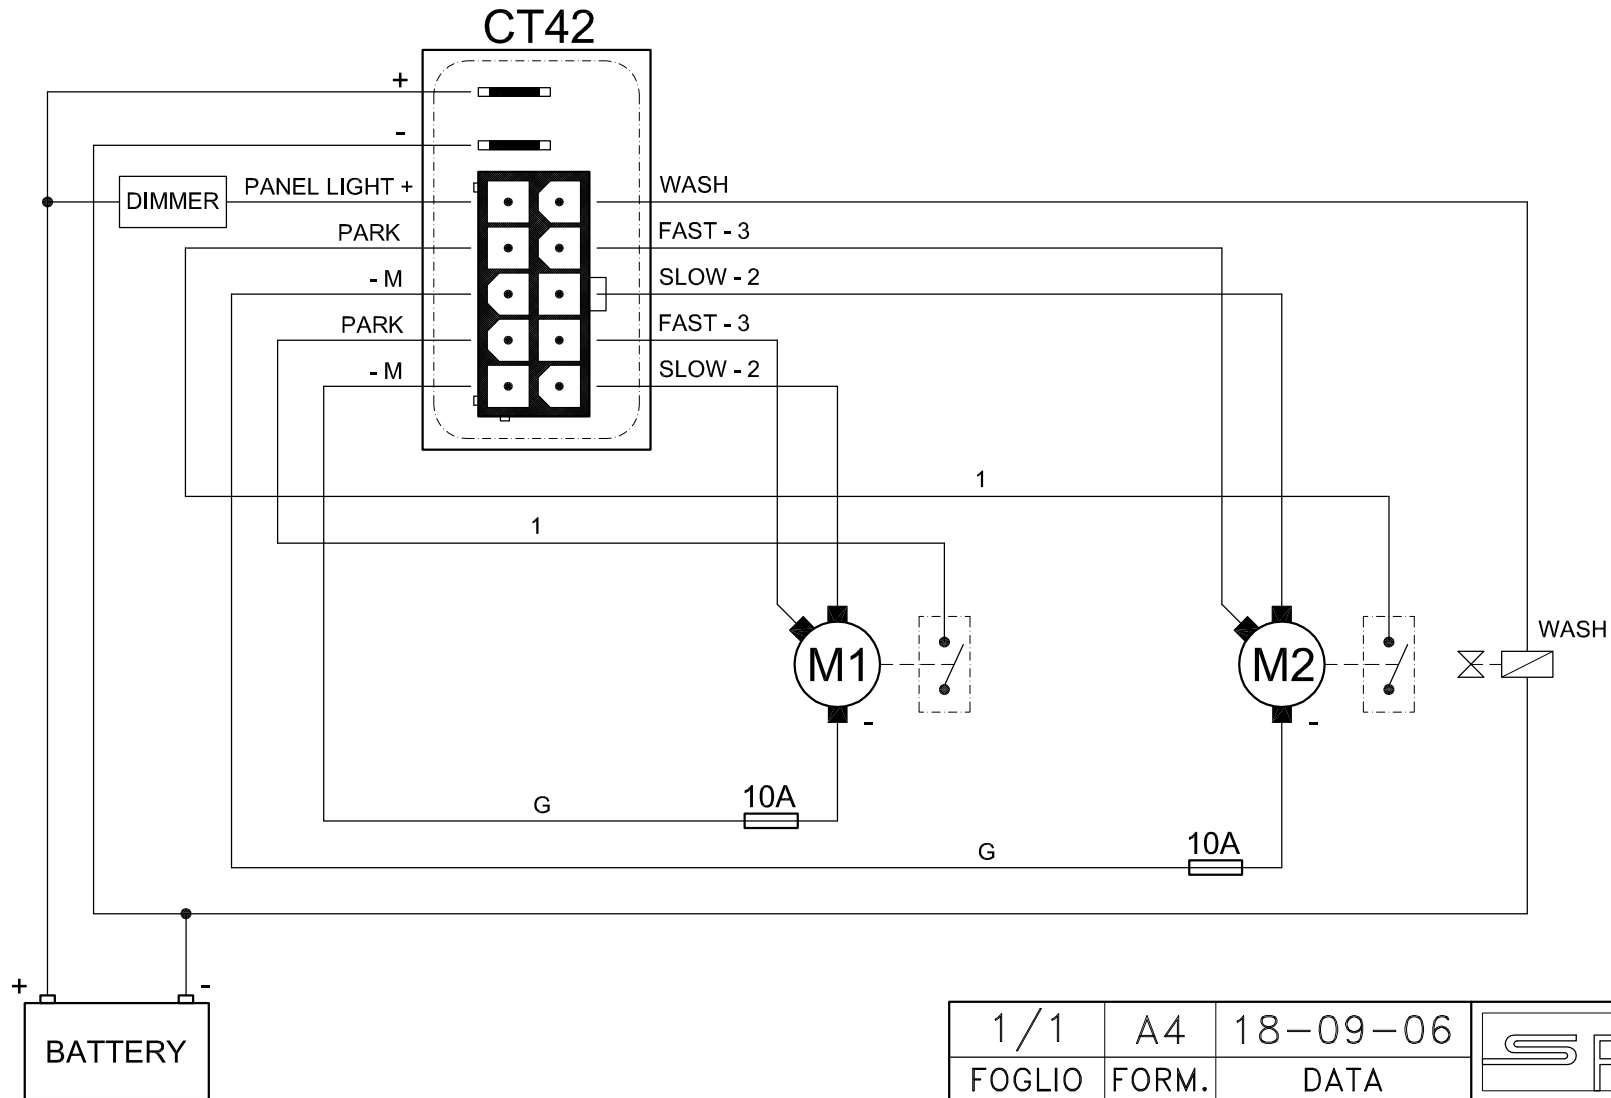 CT42
+
-
DIMMER
PANEL LIGHT +
PARK
- M
PARK
- M
WASH
FAST - 3
SLOW - 2
FAST - 3
SLOW - 2
1
1
WASH
M1
M2
-
-
G
10A
G
10A
+
-
BATTERY
1/1 A4 18-09-06
FOGLIO FORM. DATA